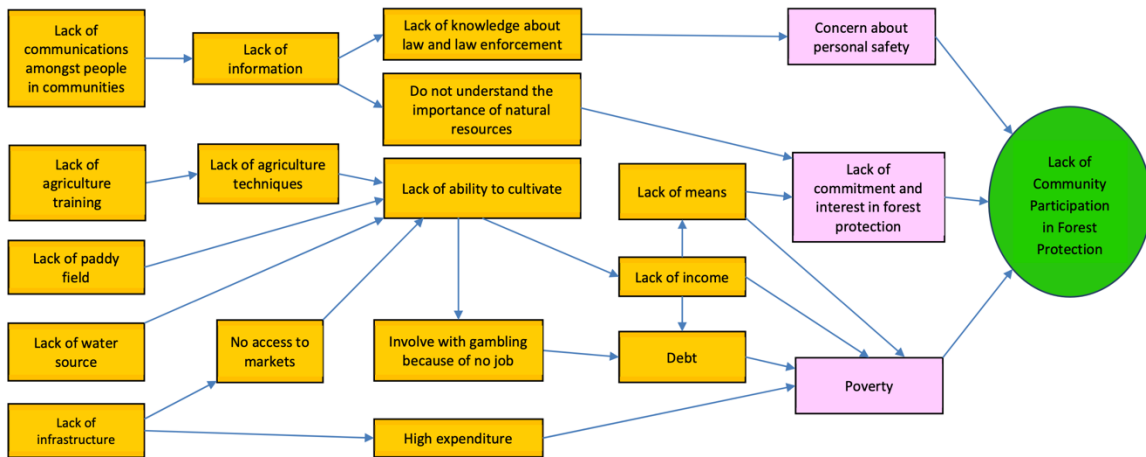 Lack of
communications
amongst people
in communities
Lack of
information
Lack of knowledge about
law and law enforcement
Concern about
personal safety
Do not understand the
importance of natural
resources
Lack of
agriculture
training
Lack of agriculture
techniques
Lack of ability to cultivate
Lack of means
Lack of
commitment and
interest in forest
protection
Lack of
Community
Participation
in Forest
Protection
Lack of paddy
field
Lack of income
Lack of water
source
No access to
markets
Involve with gambling
because of no job
Debt
Poverty
Lack of
infrastructure
High expenditure